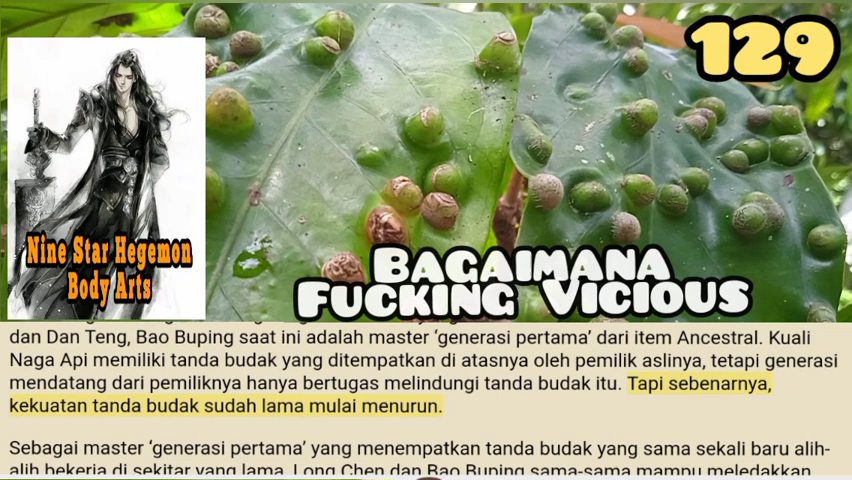 129
Nine Star Hegemon
Body Arts
BAGAIMANA
FUCKING VICIOUS
dan Dan Teng, Bao Buping saat ini adalah master ‘generasi pertama’ dari item Ancestral. Kuali
Naga Api memiliki tanda budak yang ditempatkan di atasnya oleh pemilik aslinya, tetapi generasi
mendatang dari pemiliknya hanya bertugas melindungi tanda budak itu. Tapi sebenarnya,
kekuatan tanda budak sudah lama mulai menurun.
Sebagai master ‘generasi pertama’ yang menempatkan tanda budak yang sama sekali baru alih-
alih bekerja di sekitar yang lama, Long Chen dan Bao Buping sama-sama mampu meledakkan